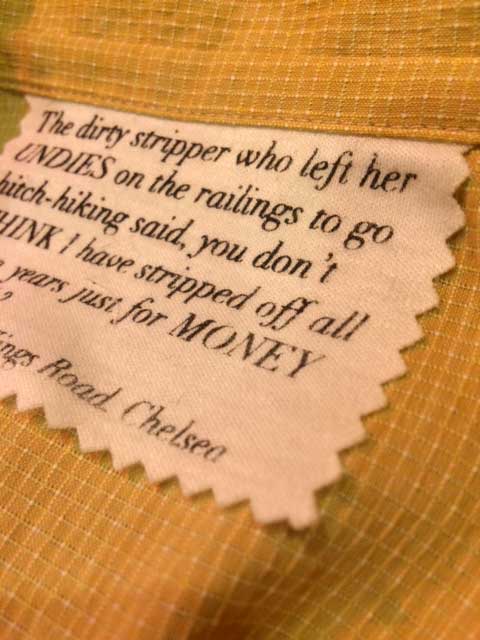 The dirty stripper who left her
UNDIES on the railings to go
hitch-hiking said, you don't
THINK I have stripped off all
years just for MONEY
?
ings Road Chelsea